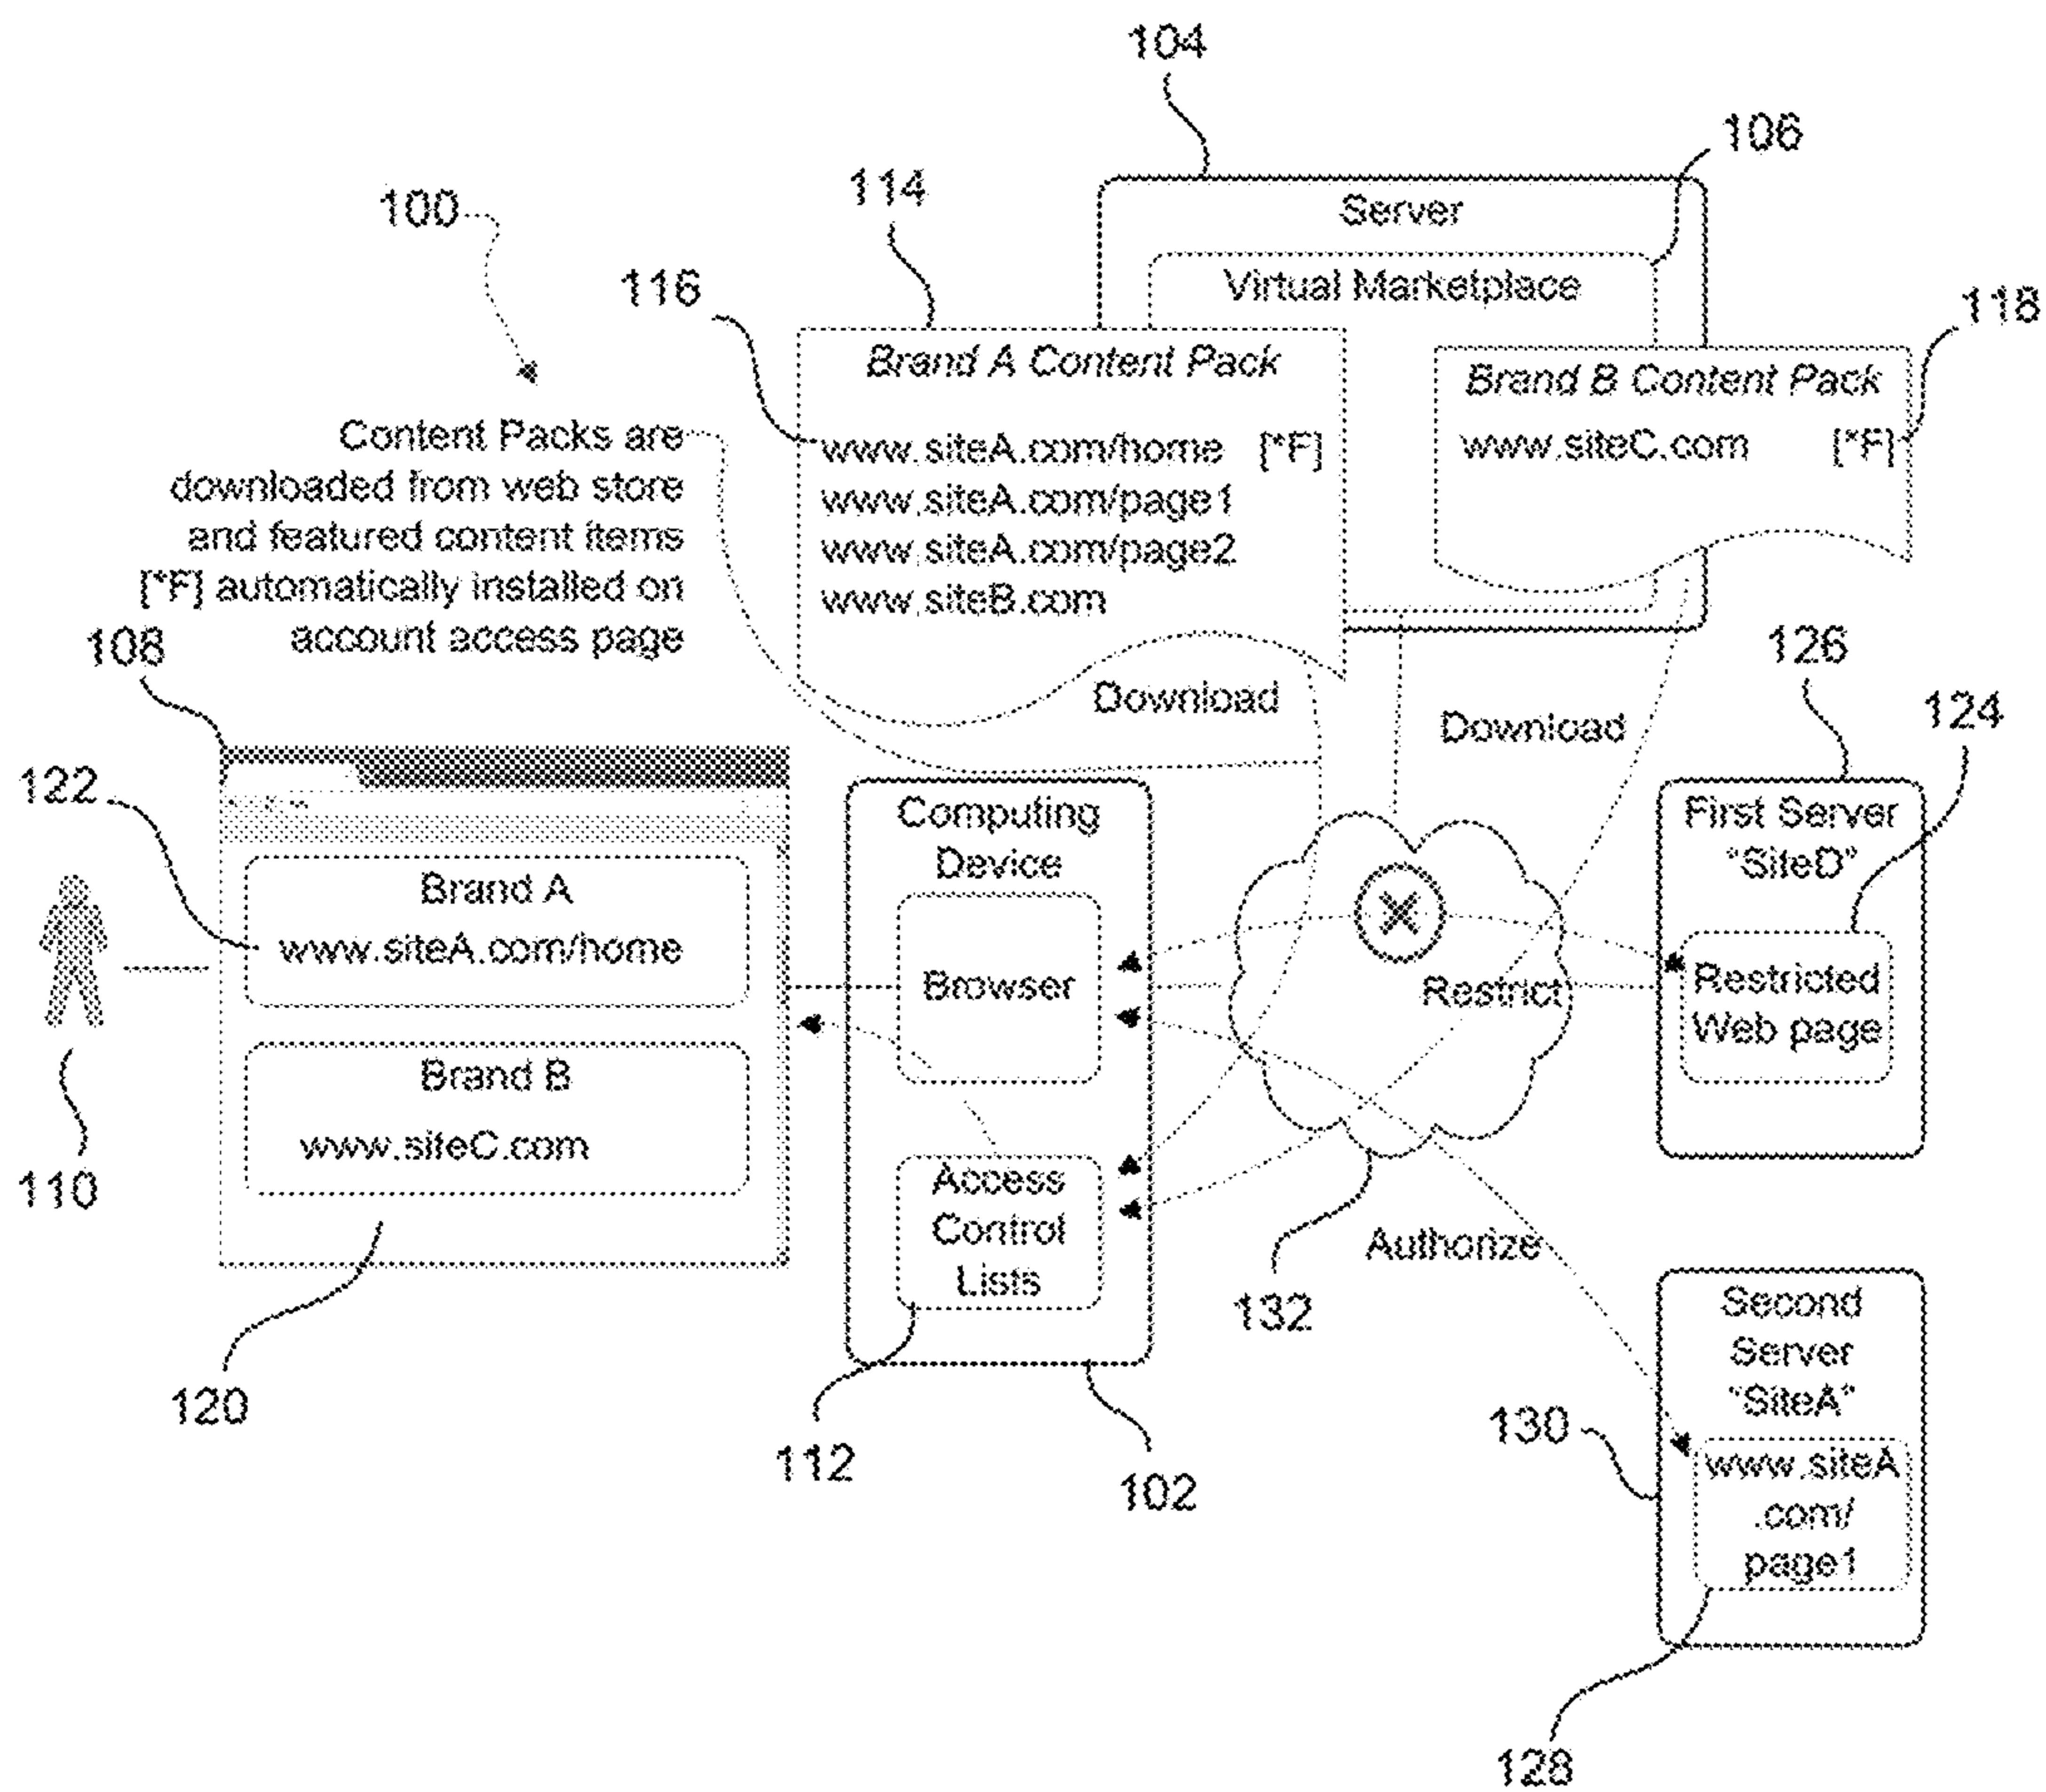 104
106
114
100
Server
116
Virtual Marketplace
118
Brand A Content Pack
Brand B Content Pack
www.siteA.com/home [*F]
www.siteA.com/page1
www.siteA.com/page2
www.siteB.com
www.siteC.com [*F]
Content Packs are
downloaded from web store
and featured content items
[*F] automatically installed on
account access page
108
126
124
Download
Download
122
Computing
Device
First Server
"SiteD"
Brand A
www.siteA.com/home
Browser
Restrict
Restricted
Web page
Brand B
www.siteC.com
110
Access
Control
Lists
Authorize
132
Second
Server
"SiteA"
120
130
112
102
www.siteA
.com/
page1
128